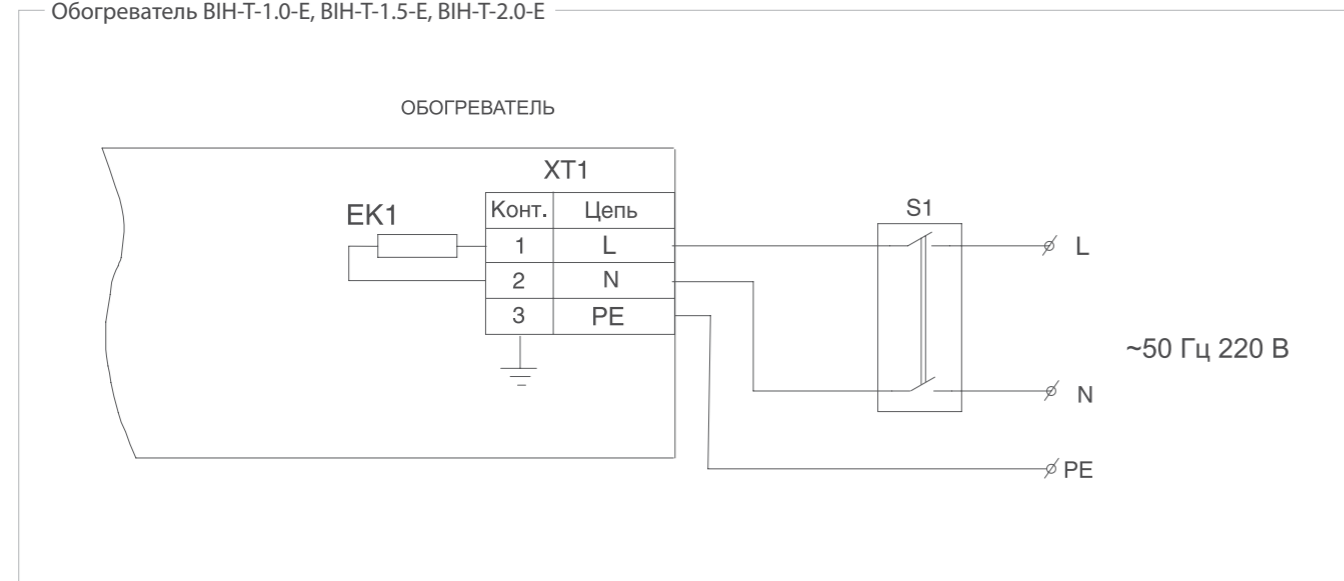 Обогреватель BIH-T-1.0-E, BIH-T-1.5-E, BIH-T-2.0-E
ОБОГРЕВАТЕЛЬ
XT1
EK1
Конт. Цепь
S1
1 L
L
2 N
3 PE
~50 Гц 220 В
N
PE